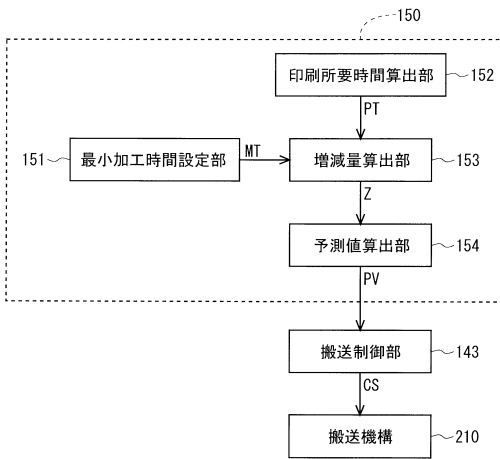 150
印刷所要時間算出部 152
PT
151 最小加工時間設定部 MT 増減量算出部 153
Z
予測値算出部 154
PV
搬送制御部 143
CS
搬送機構 210